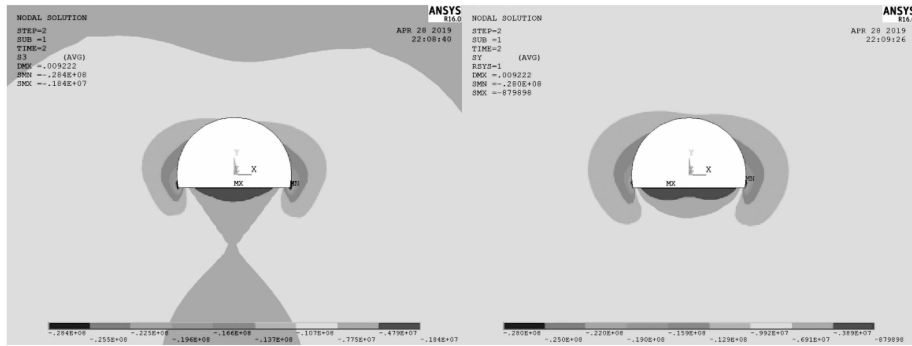 NODAL SOLUTION
STEP=2
SUB =1
TIME=2
S3 (AVG)
DMX =.009222
SMN =-.284E+08
SMX =-.184E+07
ANSYS
R16.0
APR 28 2019
22:08:40
Y
X
MX
MN
-.284E+08 -.225E+08 -.166E+08 -.107E+08 -.479E+07
-.255E+08 -.196E+08 -.137E+08 -.775E+07 -.184E+07
NODAL SOLUTION
STEP=2
SUB =1
TIME=2
SY (AVG)
RSYS=1
DMX =.009222
SMN =-.280E+08
SMX =-879898
ANSYS
R16.0
APR 28 2019
22:09:26
Y
X
MX
MN
-.280E+08 -.220E+08 -.159E+08 -.992E+07 -.389E+07
-.250E+08 -.190E+08 -.129E+08 -.691E+07 -879898